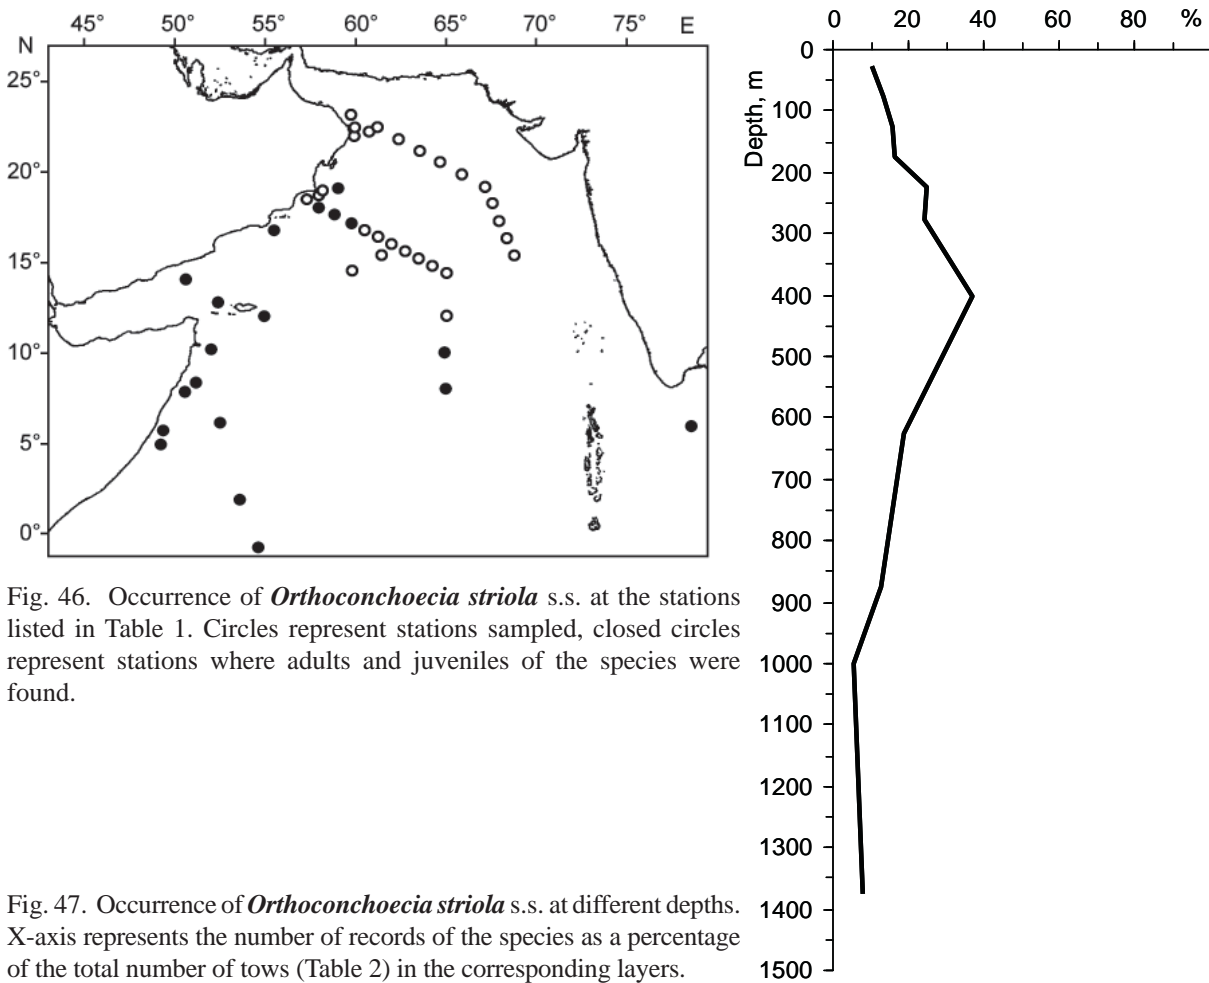 45° 50° 55° 60° 65° 70° 75° E
N
25°
20°
15°
10°
5°
0°
Fig. 46. Occurrence of Orthoconchoecia striola s.s. at the stations
listed in Table 1. Circles represent stations sampled, closed circles
represent stations where adults and juveniles of the species were
found.
Fig. 47. Occurrence of Orthoconchoecia striola s.s. at different depths.
X-axis represents the number of records of the species as a percentage
of the total number of tows (Table 2) in the corresponding layers.
0 20 40 60 80 %
Depth, m
0
100
200
300
400
500
600
700
800
900
1000
1100
1200
1300
1400
1500